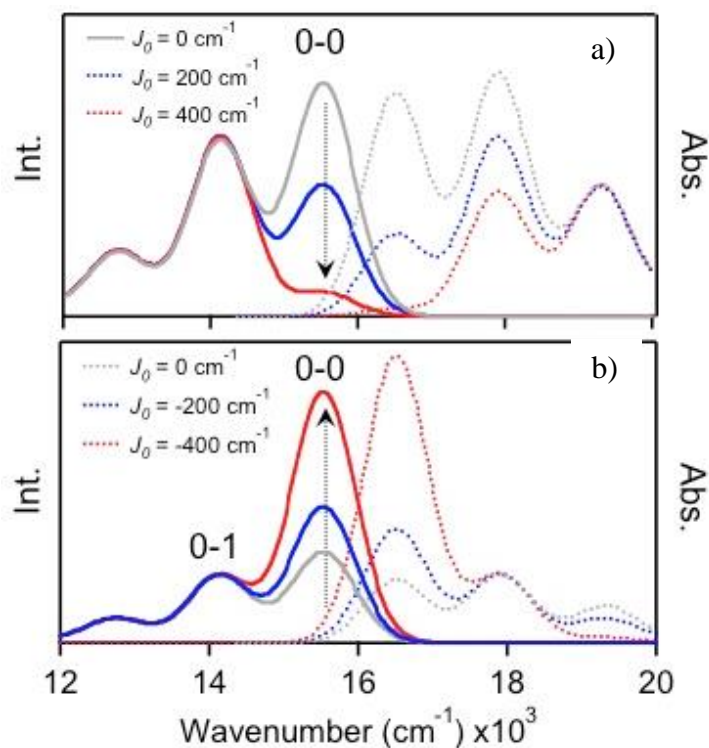 0-0
a)
J₀ = 0 cm⁻¹
J₀ = 200 cm⁻¹
J₀ = 400 cm⁻¹
Int.
Abs.
0-0
b)
J₀ = 0 cm⁻¹
J₀ = -200 cm⁻¹
J₀ = -400 cm⁻¹
0-1
Int.
Abs.
12 14 16 18 20
Wavenumber (cm⁻¹) x10³